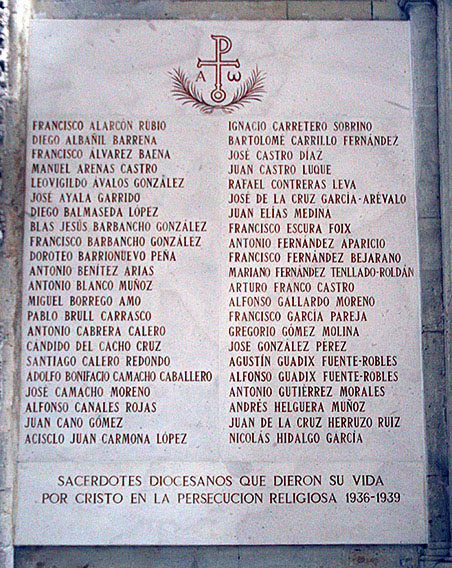 Α Ω
FRANCISCO ALARCÓN RUBIO
DIEGO ALBAÑIL BARRENA
FRANCISCO ÁLVAREZ BAENA
MANUEL ARENAS CASTRO
LEOVIGILDO ÁVALOS GONZÁLEZ
JOSÉ AYALA GARRIDO
DIEGO BALMASEDA LÓPEZ
BLAS JESÚS BARBANCHO GONZÁLEZ
FRANCISCO BARBANCHO GONZÁLEZ
DOROTEO BARRIONUEVO PEÑA
ANTONIO BENÍTEZ ARIAS
ANTONIO BLANCO MUÑOZ
MIGUEL BORREGO AMO
PABLO BRULL CARRASCO
ANTONIO CABRERA CALERO
CÁNDIDO DEL CACHO CRUZ
SANTIAGO CALERO REDONDO
ADOLFO BONIFACIO CAMACHO CABALLERO
JOSÉ CAMACHO MORENO
ALFONSO CANALES ROJAS
JUAN CANO GÓMEZ
ACISCLO JUAN CARMONA LÓPEZ
IGNACIO CARRETERO SOBRINO
BARTOLOMÉ CARRILLO FERNÁNDEZ
JOSÉ CASTRO DÍAZ
JUAN CASTRO LUQUE
RAFAEL CONTRERAS LEVA
JOSÉ DE LA CRUZ GARCÍA-ARÉVALO
JUAN ELÍAS MEDINA
FRANCISCO ESCURA FOIX
ANTONIO FERNÁNDEZ APARICIO
FRANCISCO FERNÁNDEZ BEJARANO
MARIANO FERNÁNDEZ TENLLADO-ROLDÁN
ARTURO FRANCO CASTRO
ALFONSO GALLARDO MORENO
FRANCISCO GARCÍA PAREJA
GREGORIO GÓMEZ MOLINA
JOSÉ GONZÁLEZ PÉREZ
AGUSTÍN GUADIX FUENTE-ROBLES
ALFONSO GUADIX FUENTE-ROBLES
ANTONIO GUTIÉRREZ MORALES
ANDRÉS HELGUERA MUÑOZ
JUAN DE LA CRUZ HERRUZO RUIZ
NICOLÁS HIDALGO GARCÍA
SACERDOTES DIOCESANOS QUE DIERON SU VIDA
POR CRISTO EN LA PERSECUCION RELIGIOSA 1936-1939